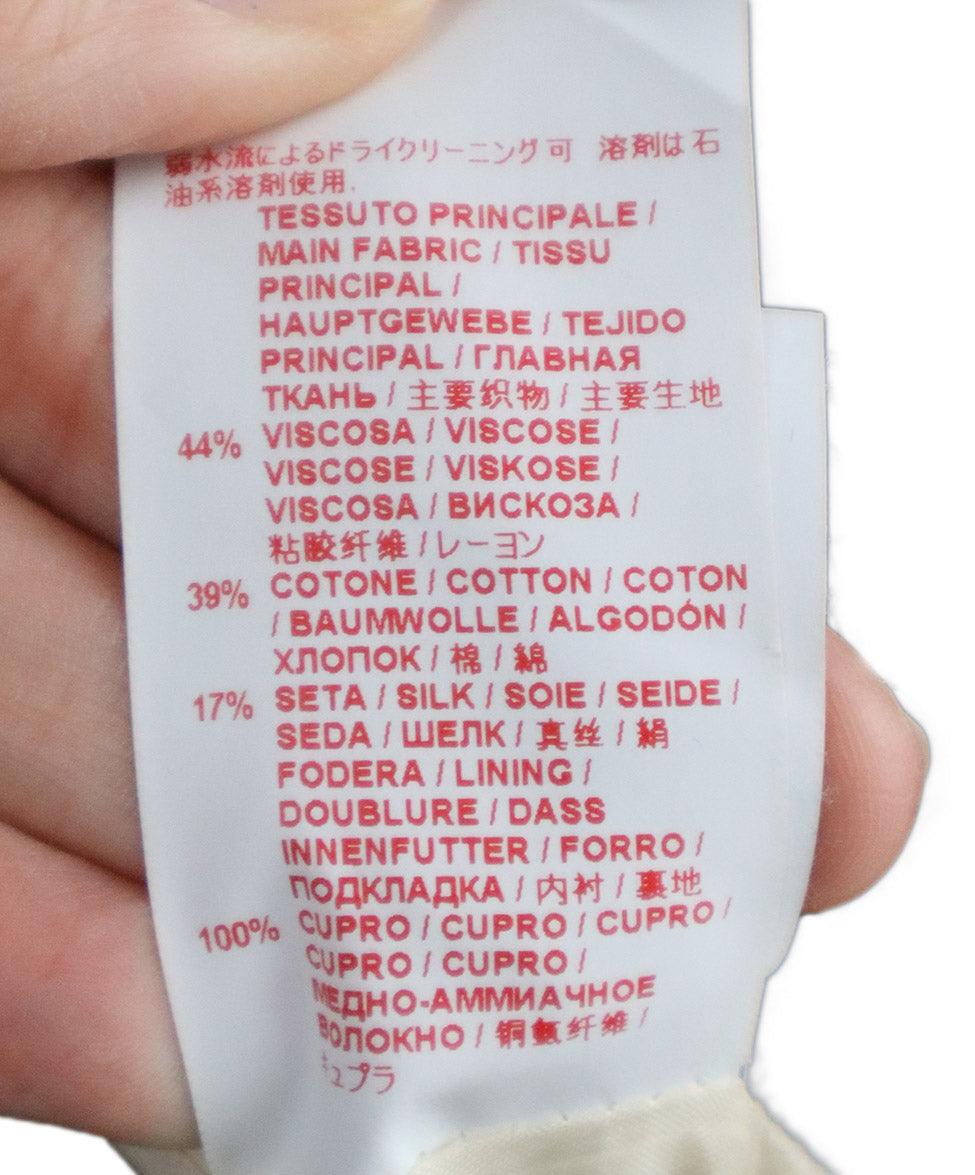 弱水流によるドライクリーニング可 溶剤は石
油系溶剤使用.
TESSUTO PRINCIPALE /
MAIN FABRIC / TISSU
PRINCIPAL /
HAUPTGEWEBE / TEJIDO
PRINCIPAL / ГЛАВНАЯ
ТКАНЬ / 主要织物 / 主要生地
44% VISCOSA / VISCOSE /
VISCOSE / VISKOSE /
VISCOSA / ВИСКОЗА /
粘胶纤维 / レーヨン
39% COTONE / COTTON / COTON
/ BAUMWOLLE / ALGODÓN /
ХЛОПОК / 棉 / 綿
17% SETA / SILK / SOIE / SEIDE /
SEDA / ШЕЛК / 真丝 / 絹
FODERA / LINING /
DOUBLURE / DASS
INNENFUTTER / FORRO /
ПОДКЛАДКА / 内衬 / 裏地
100% CUPRO / CUPRO / CUPRO /
CUPRO / CUPRO /
МЕДНО-АММИАЧНОЕ
ВОЛОКНО / 铜氨纤维 /
キュプラ